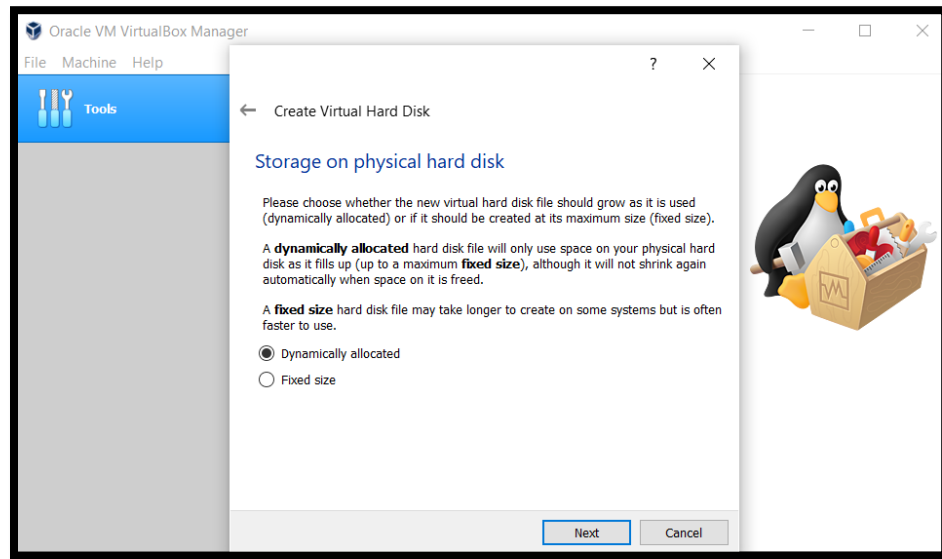 Oracle VM VirtualBox Manager
File Machine Help
Tools
? 
Create Virtual Hard Disk
Storage on physical hard disk
Please choose whether the new virtual hard disk file should grow as it is used
(dynamically allocated) or if it should be created at its maximum size (fixed size).
A dynamically allocated hard disk file will only use space on your physical hard
disk as it fills up (up to a maximum fixed size), although it will not shrink again
automatically when space on it is freed.
A fixed size hard disk file may take longer to create on some systems but is often
faster to use.
Dynamically allocated
Fixed size
Next Cancel